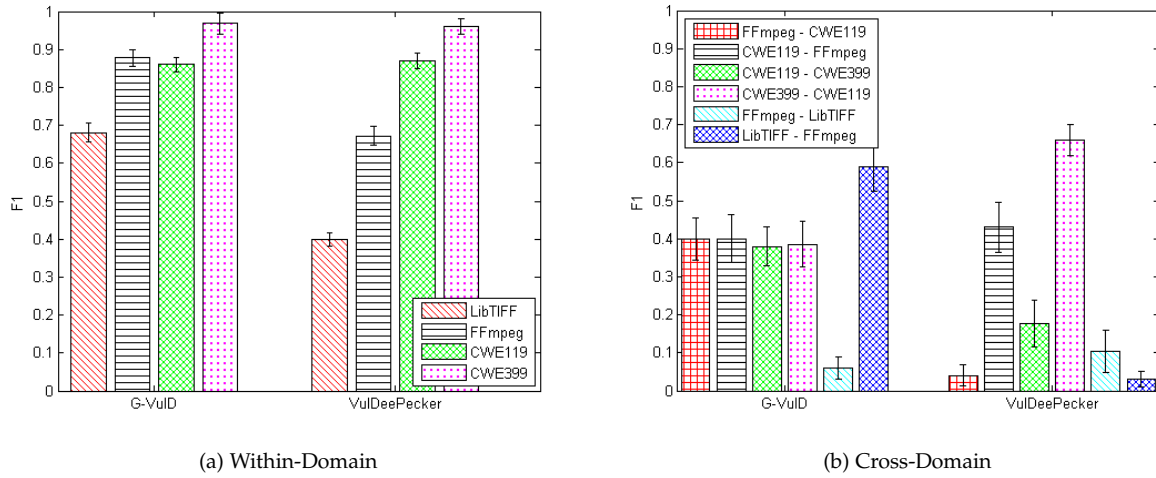 1
0.9
0.8
0.7
0.6
0.5
0.4
0.3
0.2
0.1
0
F1
G-VulD
VulDeePecker
LibTIFF
FFmpeg
CWE119
CWE399
(a) Within-Domain
1
0.9
0.8
0.7
0.6
0.5
0.4
0.3
0.2
0.1
0
F1
FFmpeg - CWE119
CWE119 - FFmpeg
CWE119 - CWE399
CWE399 - CWE119
FFmpeg - LibTIFF
LibTIFF - FFmpeg
G-VulD
VulDeePecker
(b) Cross-Domain